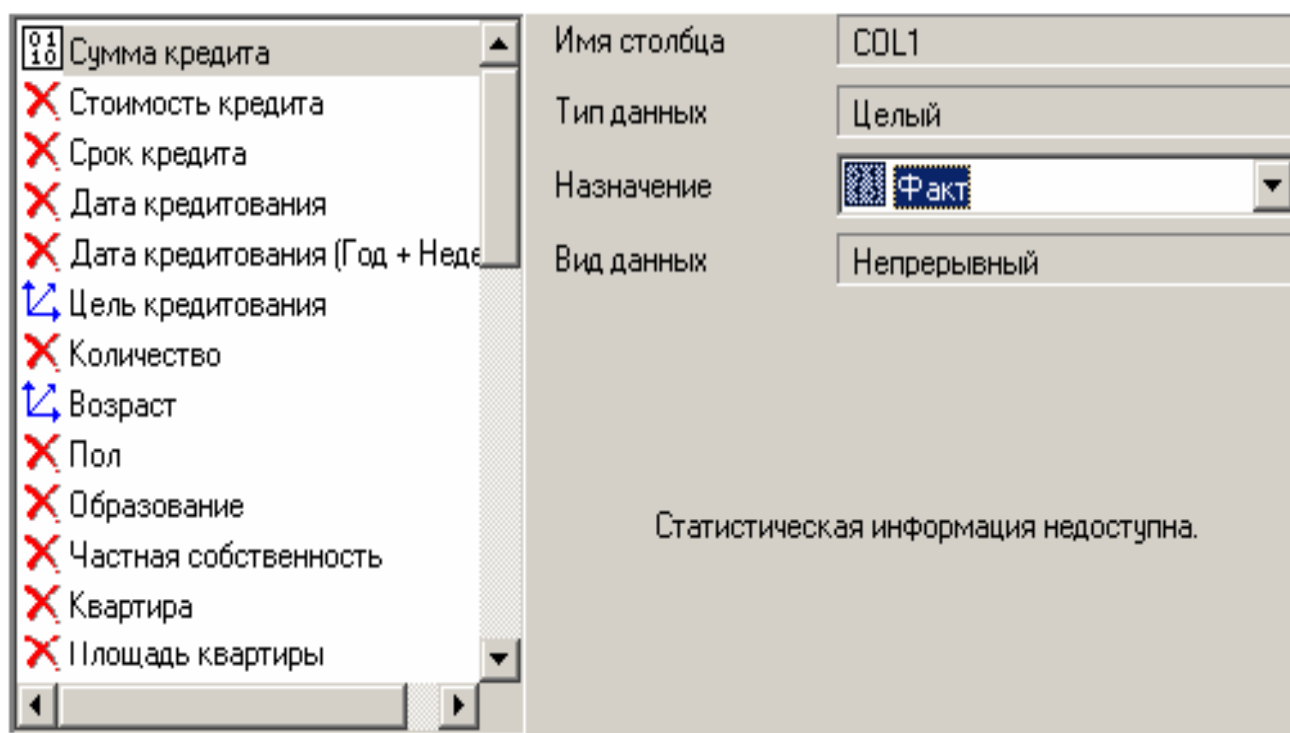 Сумма кредита
Стоимость кредита
Срок кредита
Дата кредитования
Дата кредитования (Год + Неде
Цель кредитования
Количество
Возраст
Пол
Образование
Частная собственность
Квартира
Площадь квартиры
Имя столбца COL1
Тип данных Целый
Назначение Факт
Вид данных Непрерывный
Статистическая информация недоступна.